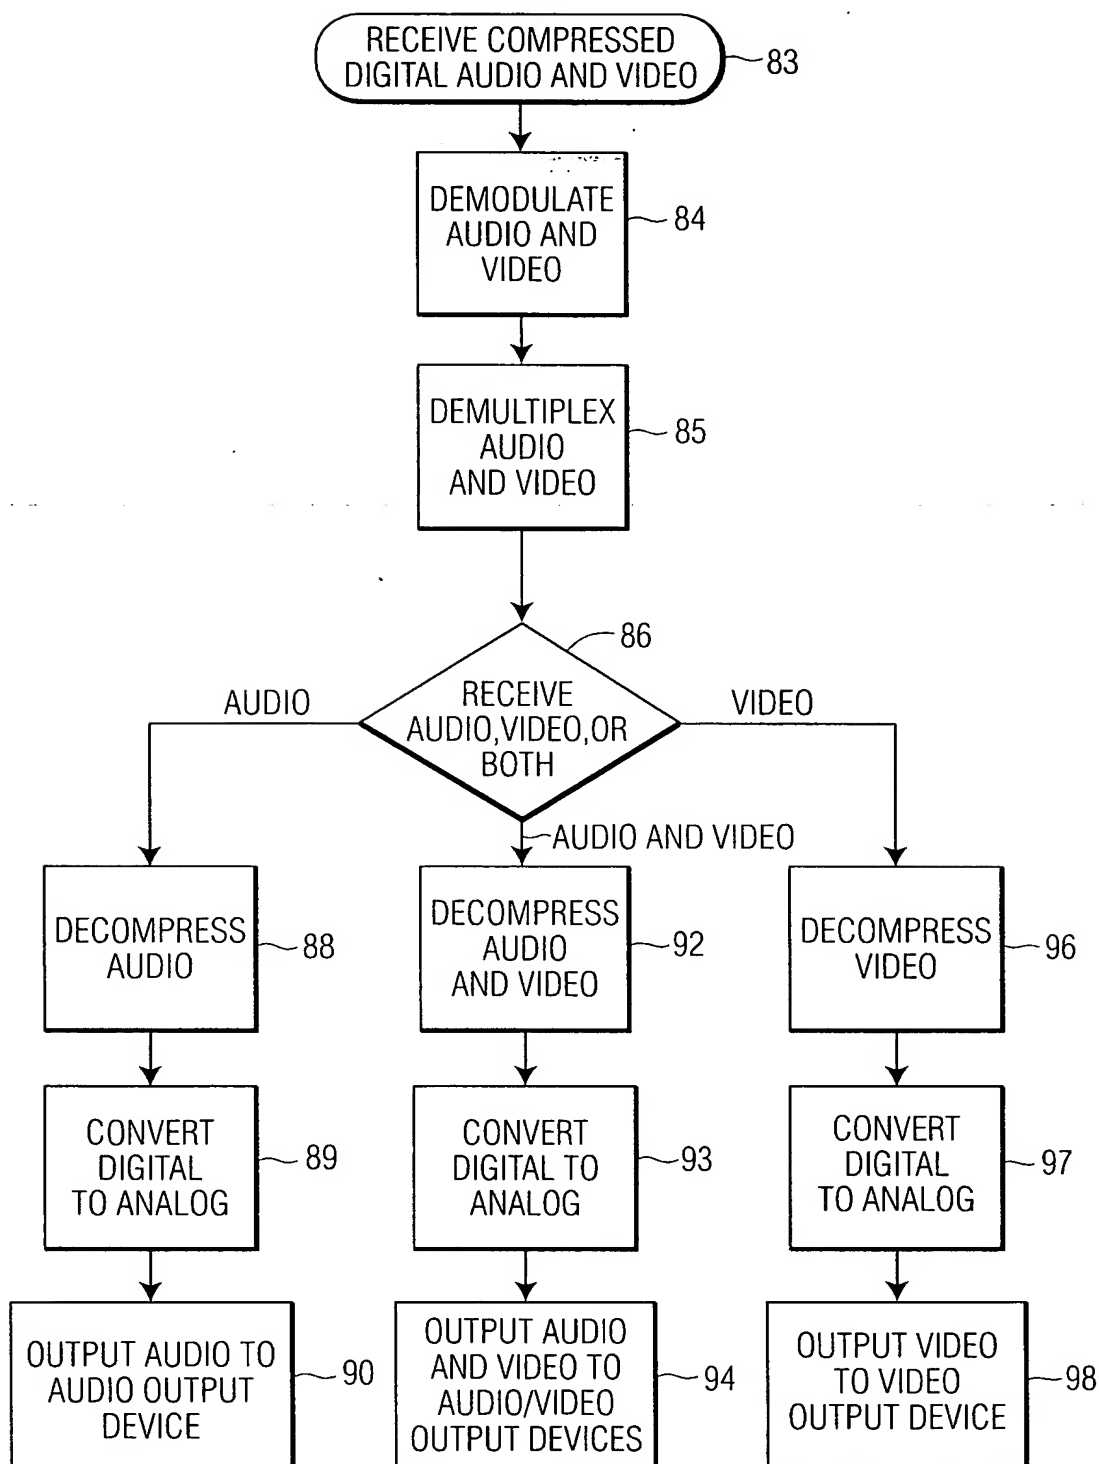 RECEIVE COMPRESSED
DIGITAL AUDIO AND VIDEO
83
DEMODULATE
AUDIO AND
VIDEO
84
DEMULTIPLEX
AUDIO
AND VIDEO
85
86
RECEIVE
AUDIO,VIDEO,OR
BOTH
AUDIO
VIDEO
AUDIO AND VIDEO
DECOMPRESS
AUDIO
88
DECOMPRESS
AUDIO
AND VIDEO
92
DECOMPRESS
VIDEO
96
CONVERT
DIGITAL
TO ANALOG
89
CONVERT
DIGITAL TO
ANALOG
93
CONVERT
DIGITAL
TO ANALOG
97
OUTPUT AUDIO TO
AUDIO OUTPUT
DEVICE
90
OUTPUT AUDIO
AND VIDEO TO
AUDIO/VIDEO
OUTPUT DEVICES
94
OUTPUT VIDEO
TO VIDEO
OUTPUT DEVICE
98